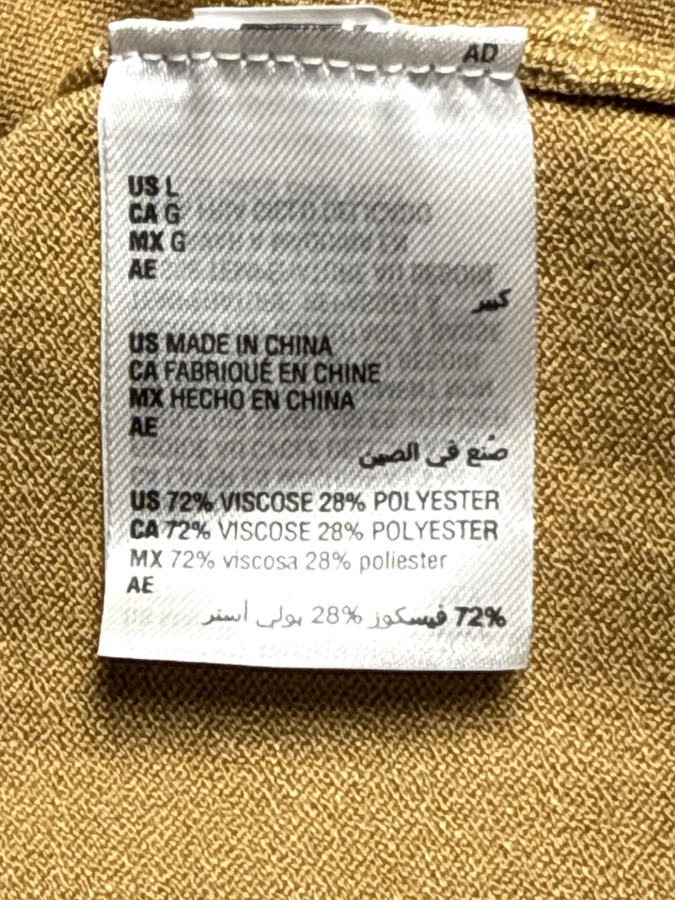 AD
US L
CA G
MX G
AE
كبير
US MADE IN CHINA
CA FABRIQUÉ EN CHINE
MX HECHO EN CHINA
AE
صُنع في الصين
US 72% VISCOSE 28% POLYESTER
CA 72% VISCOSE 28% POLYESTER
MX 72% viscosa 28% poliester
AE
72% فيسكوز 28% بولي أستر